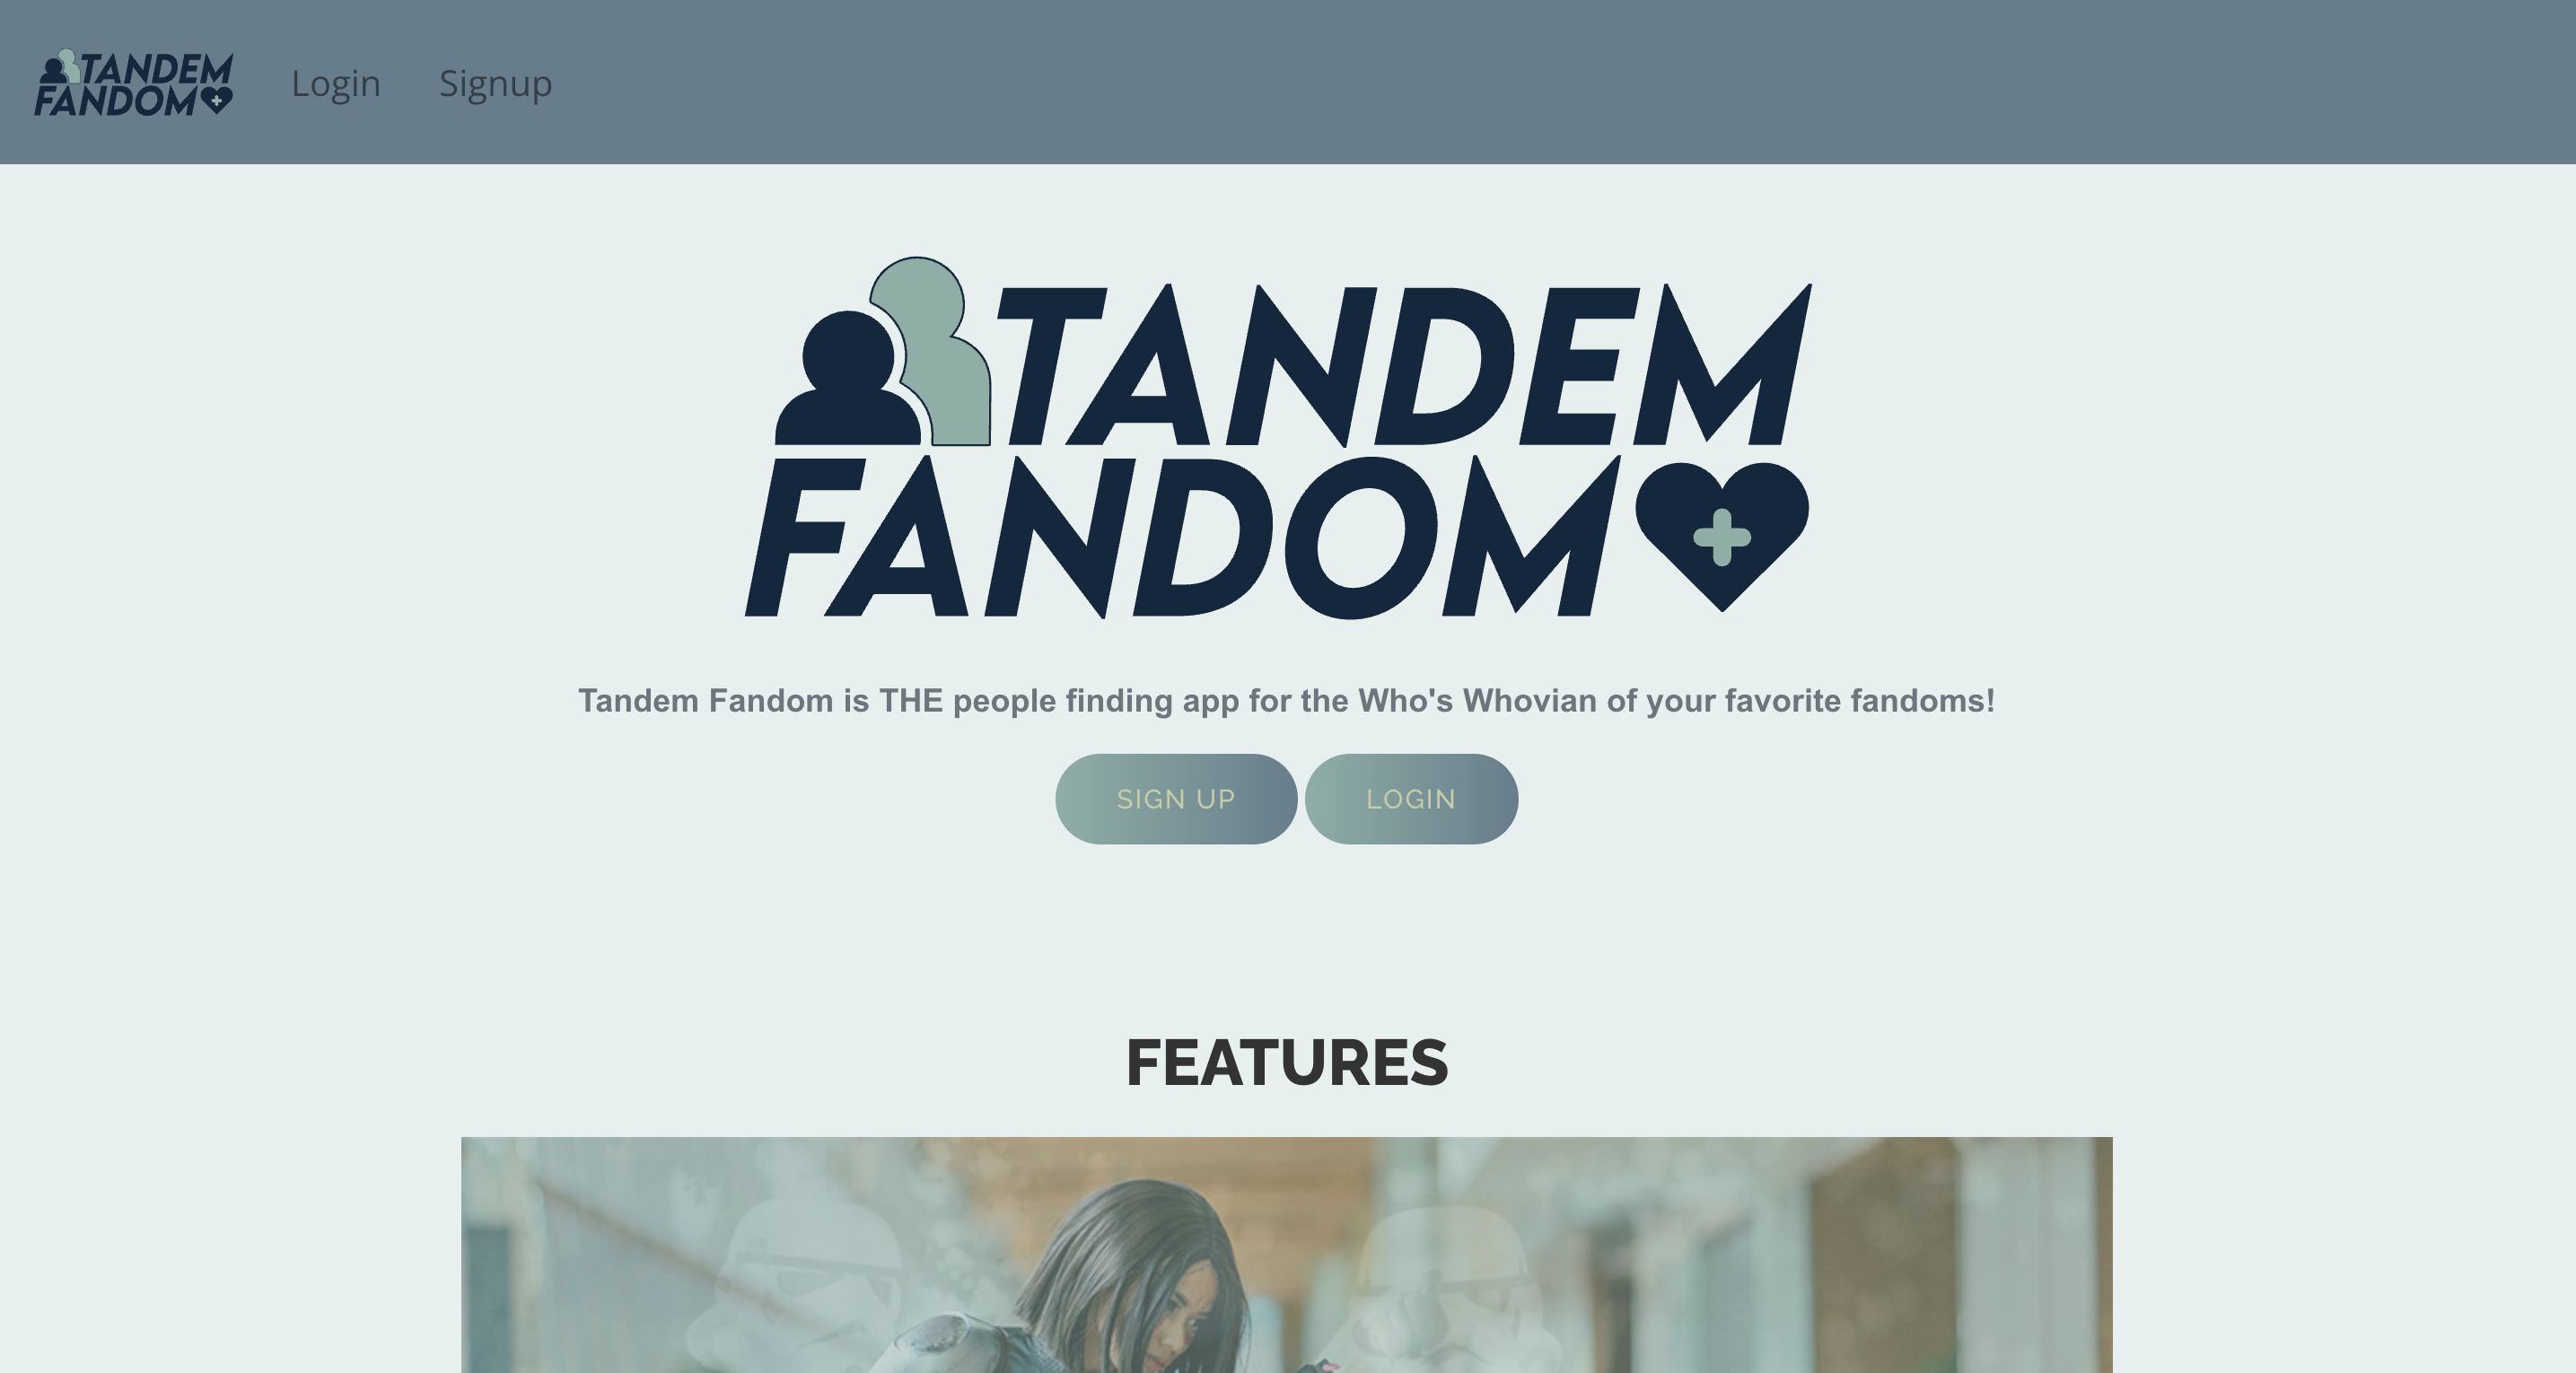 TANDEM
FANDOM
Login
Signup
TANDEM
FANDOM
Tandem Fandom is THE people finding app for the Who's Whovian of your favorite fandoms!
SIGN UP
LOGIN
FEATURES